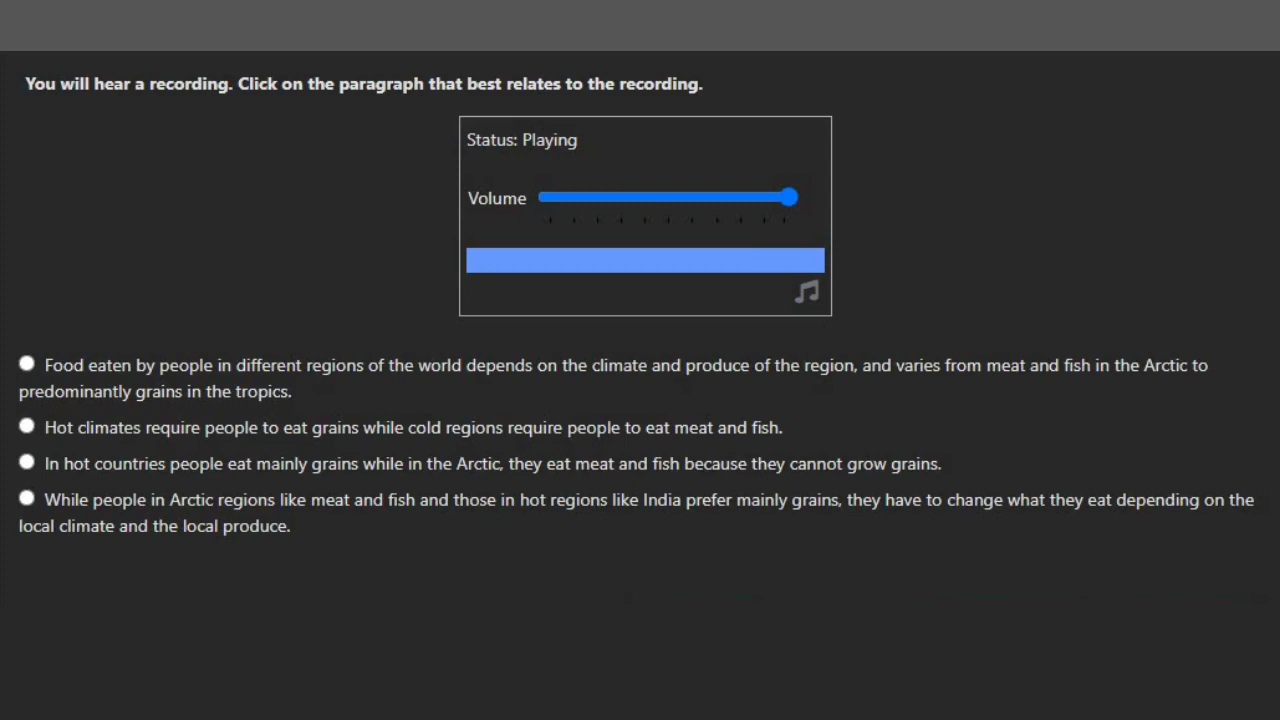 You will hear a recording. Click on the paragraph that best relates to the recording.
Status: Playing
Volume
Food eaten by people in different regions of the world depends on the climate and produce of the region, and varies from meat and fish in the Arctic to
predominantly grains in the tropics.
Hot climates require people to eat grains while cold regions require people to eat meat and fish.
In hot countries people eat mainly grains while in the Arctic, they eat meat and fish because they cannot grow grains.
While people in Arctic regions like meat and fish and those in hot regions like India prefer mainly grains, they have to change what they eat depending on the
local climate and the local produce.